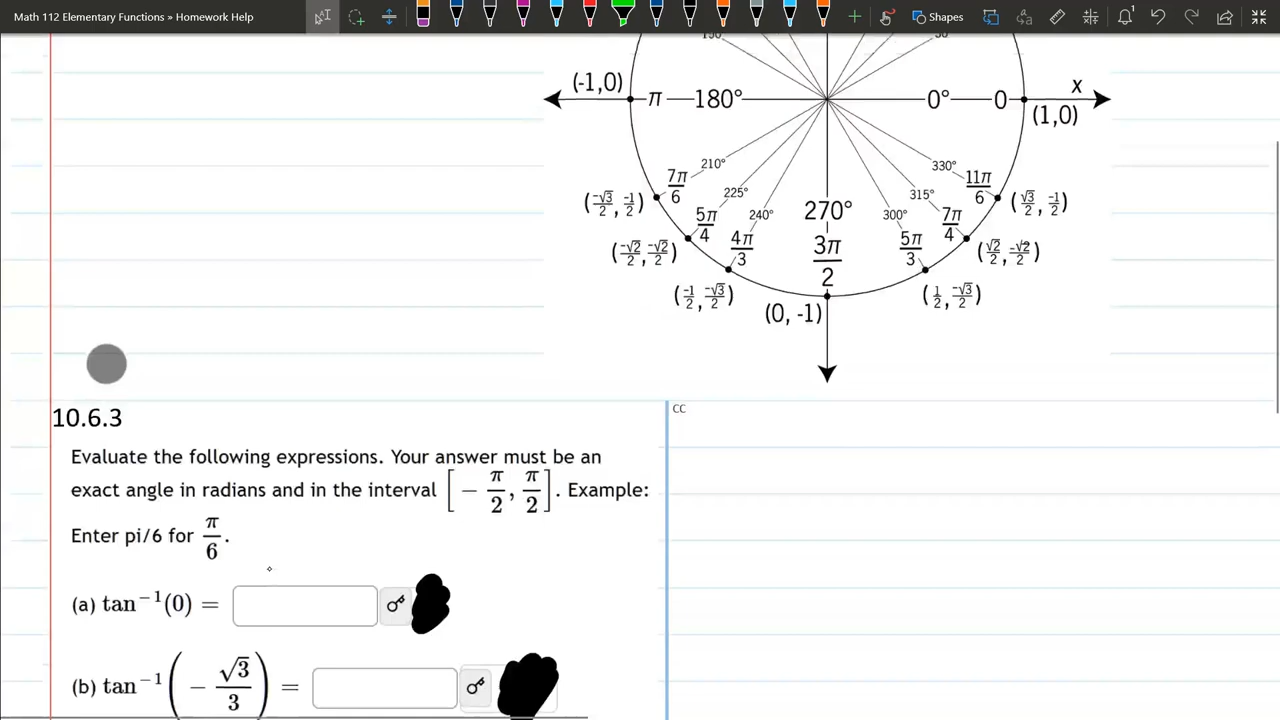 Math 112 Elementary Functions » Homework Help
Shapes
30°
(-1,0) π 180° 0° 0 x
(1,0)
210° 330°
7π/6 11π/6
(-√3/2, -1/2) (√3/2, -1/2)
225° 315°
5π/4 7π/4
240° 270° 300°
4π/3 3π/2 5π/3
(-√2/2, -√2/2) (√2/2, -√2/2)
(-1/2, -√3/2) (1/2, -√3/2)
(0, -1)
10.6.3
CC
Evaluate the following expressions. Your answer must be an
exact angle in radians and in the interval [-π/2, π/2]. Example:
Enter pi/6 for π/6.
(a) tan⁻¹(0) =
(b) tan⁻¹(-√3/3) =